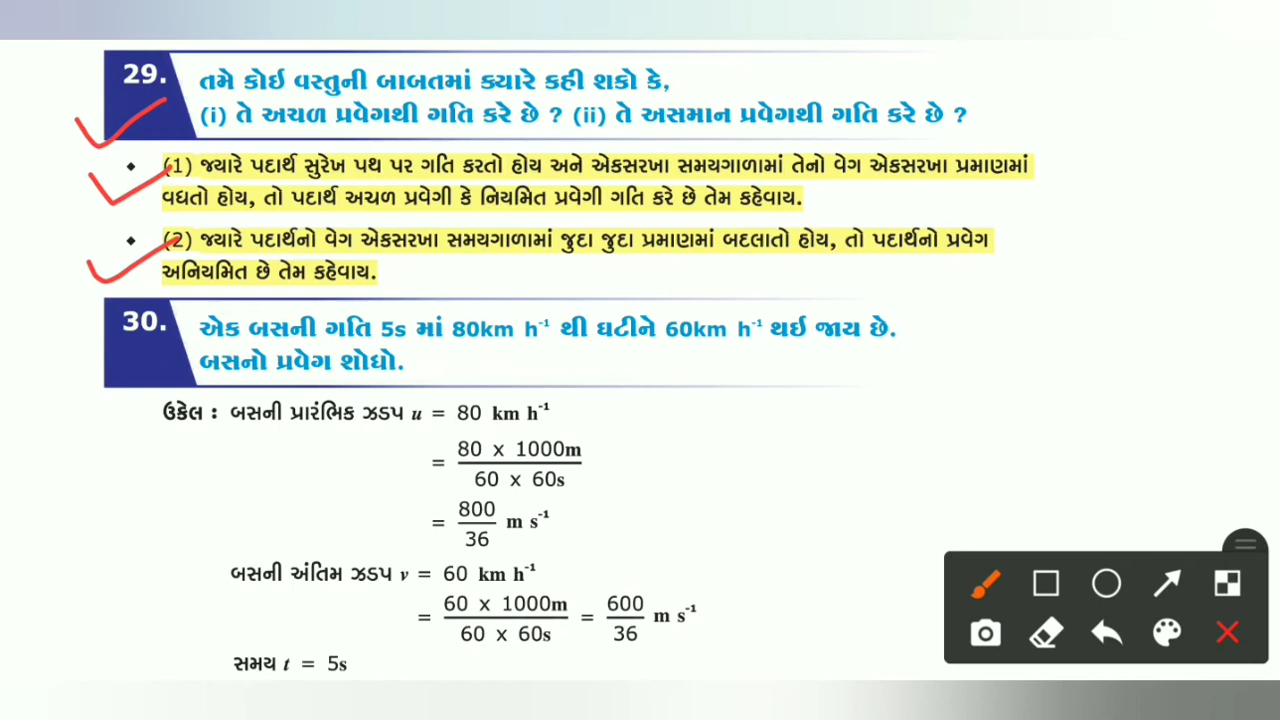 29. તમે કોઈ વસ્તુની બાબતમાં ક્યારે કહી શકો કે,
(i) તે અચળ પ્રવેગથી ગતિ કરે છે ? (ii) તે અસમાન પ્રવેગથી ગતિ કરે છે ?
(1) જ્યારે પદાર્થ સુરેખ પથ પર ગતિ કરતો હોય અને એકસરખા સમયગાળામાં તેનો વેગ એકસરખા પ્રમાણમાં
વધતો હોય, તો પદાર્થ અચળ પ્રવેગી કે નિયમિત પ્રવેગી ગતિ કરે છે તેમ કહેવાય.
(2) જ્યારે પદાર્થનો વેગ એકસરખા સમયગાળામાં જુદા જુદા પ્રમાણમાં બદલાતો હોય, તો પદાર્થનો પ્રવેગ
અનિયમિત છે તેમ કહેવાય.
30. એક બસની ગતિ 5s માં 80km h⁻¹ થી ઘટીને 60km h⁻¹ થઈ જાય છે.
બસનો પ્રવેગ શોધો.
ઉકેલ : બસની પ્રારંભિક ઝડપ u = 80 km h⁻¹
= 80 x 1000m
60 x 60s
= 800 m s⁻¹
36
બસની અંતિમ ઝડપ v = 60 km h⁻¹
= 60 x 1000m = 600 m s⁻¹
60 x 60s 36
સમય t = 5s